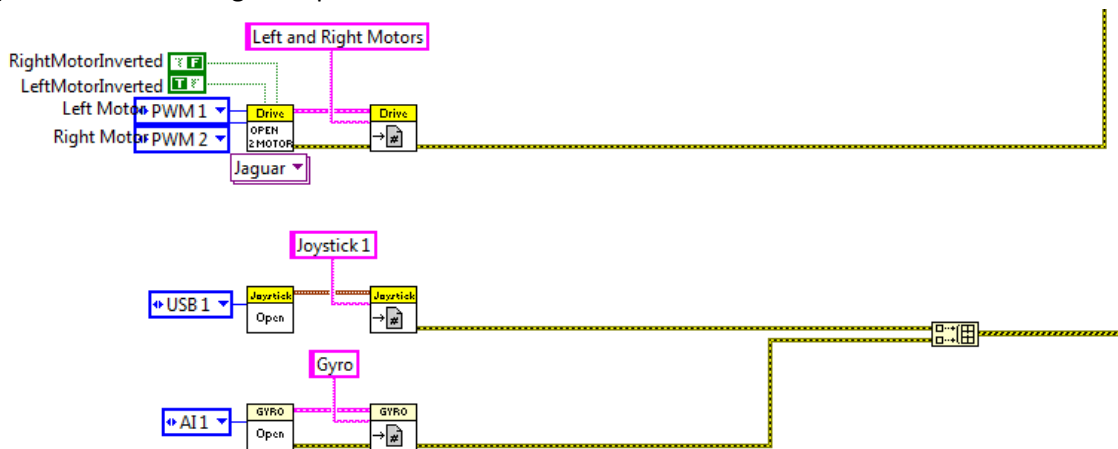 Left and Right Motors
RightMotorInverted F
LeftMotorInverted T
Left Motor PWM 1 Drive Drive
Right Motor PWM 2 OPEN 2 MOTOR #
Jaguar
Joystick 1
USB 1 Joystick Open Joystick #
Gyro
AI 1 GYRO Open GYRO #